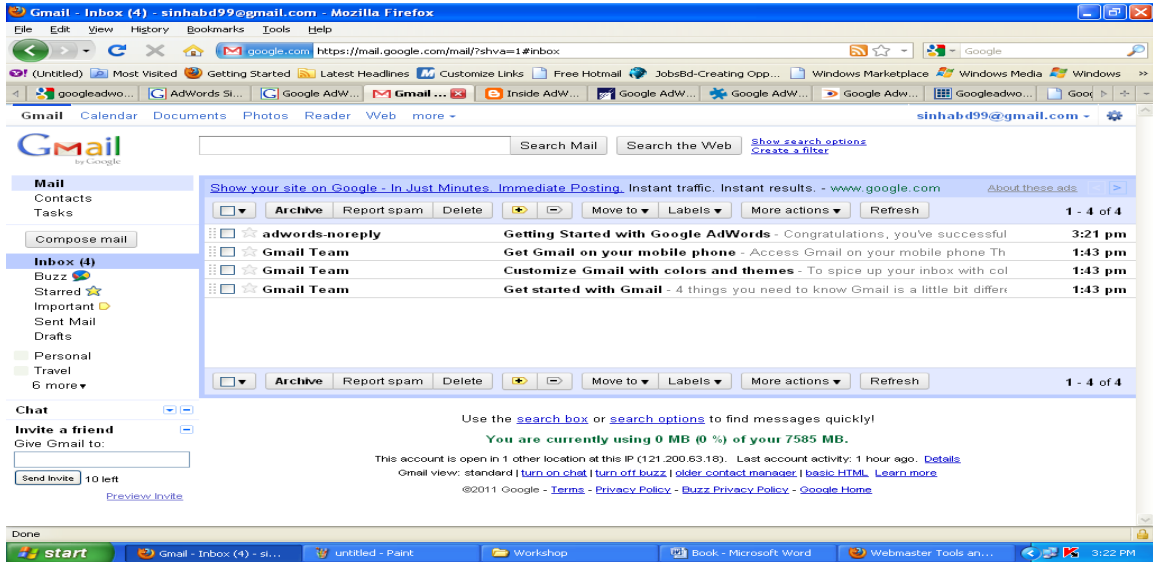 Gmail - Inbox (4) - sinhabd99@gmail.com - Mozilla Firefox
File Edit View History Bookmarks Tools Help
google.com https://mail.google.com/mail/?shva=1#inbox Google
(Untitled) Most Visited Getting Started Latest Headlines Customize Links Free Hotmail JobsBd-Creating Opp... Windows Marketplace Windows Media Windows »
googleadwo... AdWords Si... Google AdW... Gmail ... Inside AdW... Google AdW... Google AdW... Google Adw... Googleadwo... Goog
Gmail Calendar Documents Photos Reader Web more sinhabd99@gmail.com
Gmail by Google
Search Mail Search the Web Show search options
Create a filter
Mail
Contacts
Tasks
Compose mail
Inbox (4)
Buzz
Starred
Important
Sent Mail
Drafts
Personal
Travel
6 more
Chat
Invite a friend
Give Gmail to:
Send Invite 10 left
Preview Invite
Show your site on Google - In Just Minutes. Immediate Posting. Instant traffic. Instant results. - www.google.com About these ads < >
Archive Report spam Delete Move to Labels More actions Refresh 1 - 4 of 4
adwords-noreply Getting Started with Google AdWords - Congratulations, you've successful 3:21 pm
Gmail Team Get Gmail on your mobile phone - Access Gmail on your mobile phone Th 1:43 pm
Gmail Team Customize Gmail with colors and themes - To spice up your inbox with col 1:43 pm
Gmail Team Get started with Gmail - 4 things you need to know Gmail is a little bit differe 1:43 pm
Archive Report spam Delete Move to Labels More actions Refresh 1 - 4 of 4
Use the search box or search options to find messages quickly!
You are currently using 0 MB (0 %) of your 7585 MB.
This account is open in 1 other location at this IP (121.200.63.18). Last account activity: 1 hour ago. Details
Gmail view: standard | turn on chat | turn off buzz | older contact manager | basic HTML Learn more
©2011 Google - Terms - Privacy Policy - Buzz Privacy Policy - Google Home
Done
start Gmail - Inbox (4) - si... untitled - Paint Workshop Book - Microsoft Word Webmaster Tools an... 3:22 PM